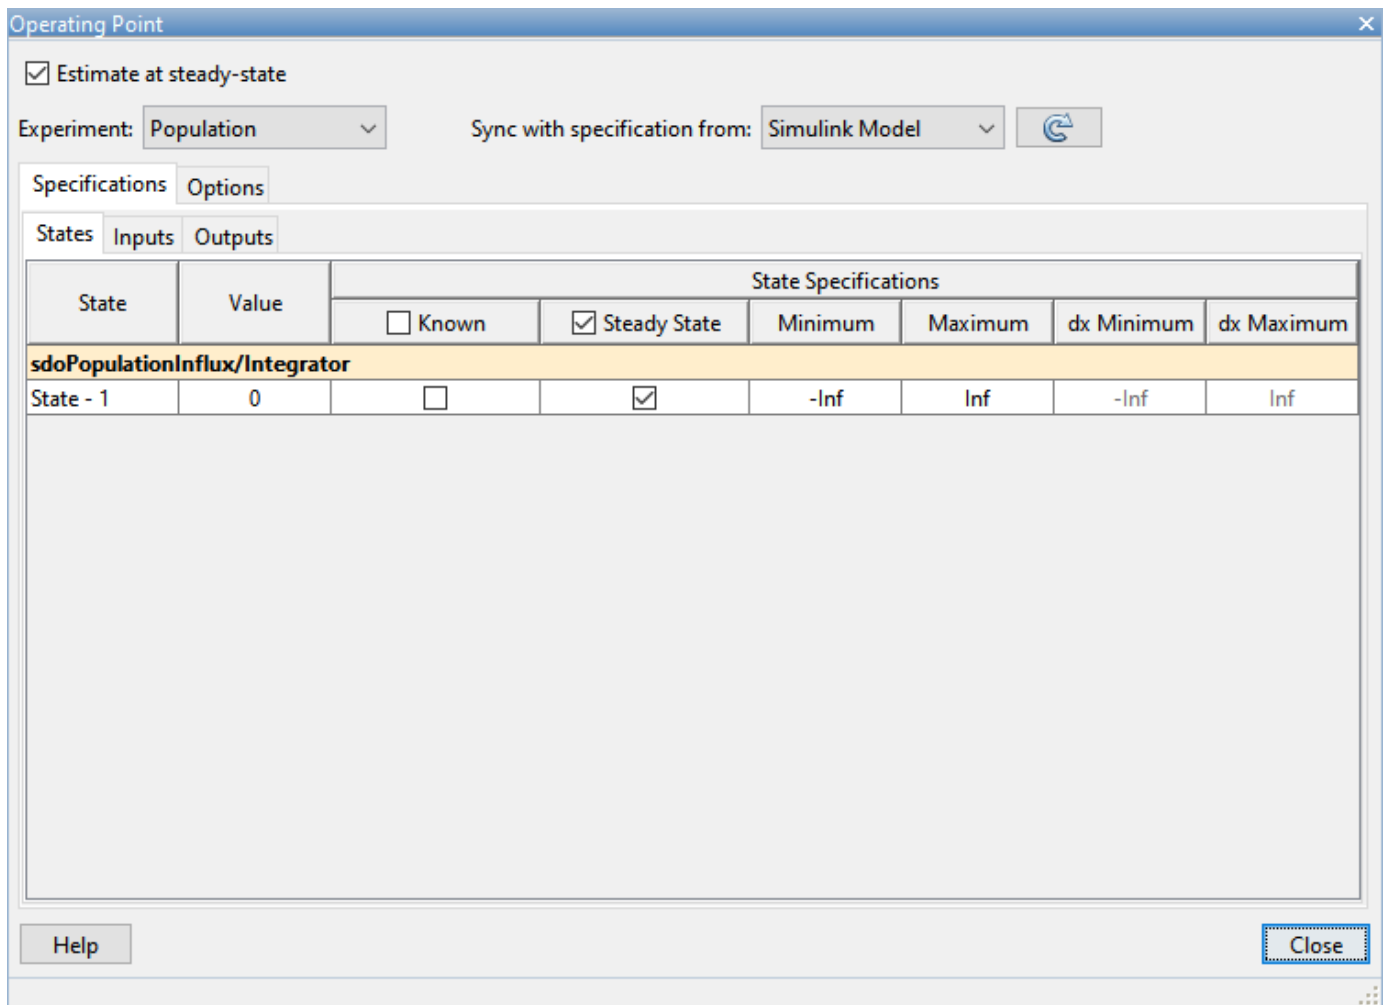 Operating Point
Estimate at steady-state
Experiment: Population Sync with specification from: Simulink Model
Specifications Options
States Inputs Outputs
State Value State Specifications
Known Steady State Minimum Maximum dx Minimum dx Maximum
sdoPopulationInflux/Integrator
State - 1 0 -Inf Inf -Inf Inf
Help Close